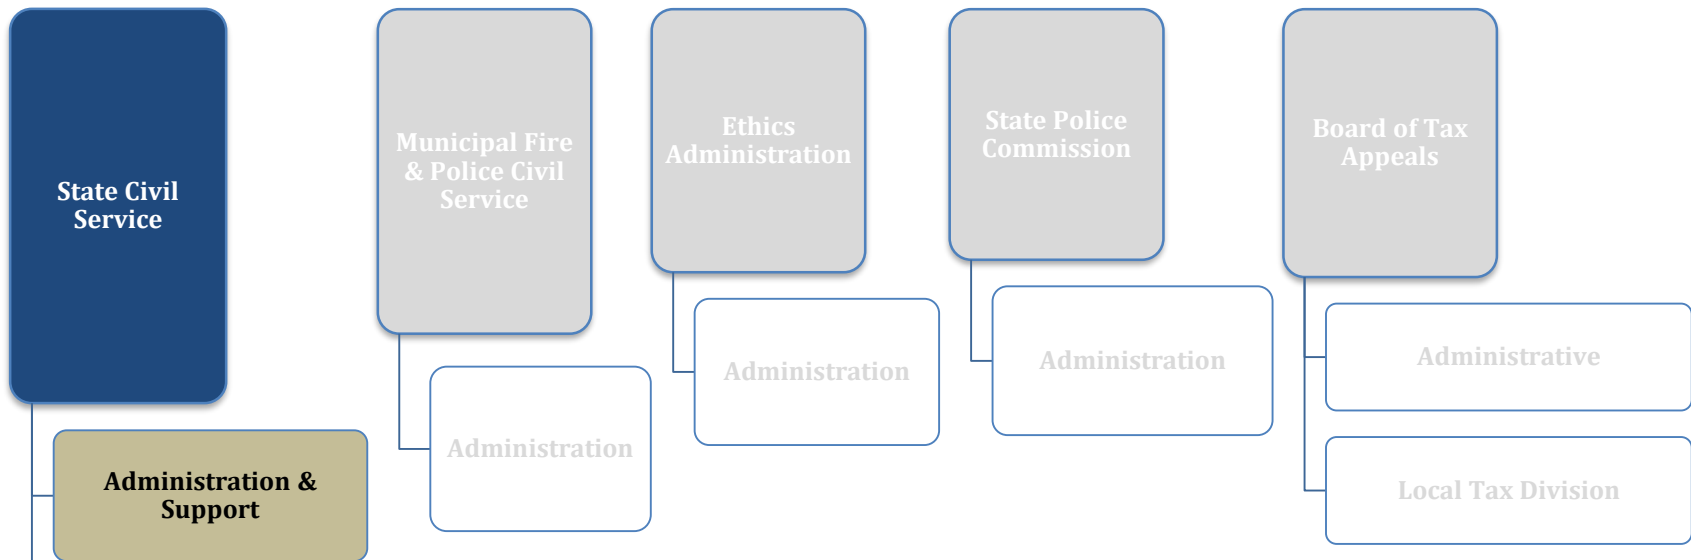 State Civil
Service
Administration &
Support
Municipal Fire
& Police Civil
Service
Administration
Ethics
Administration
Administration
State Police
Commission
Administration
Board of Tax
Appeals
Administrative
Local Tax Division